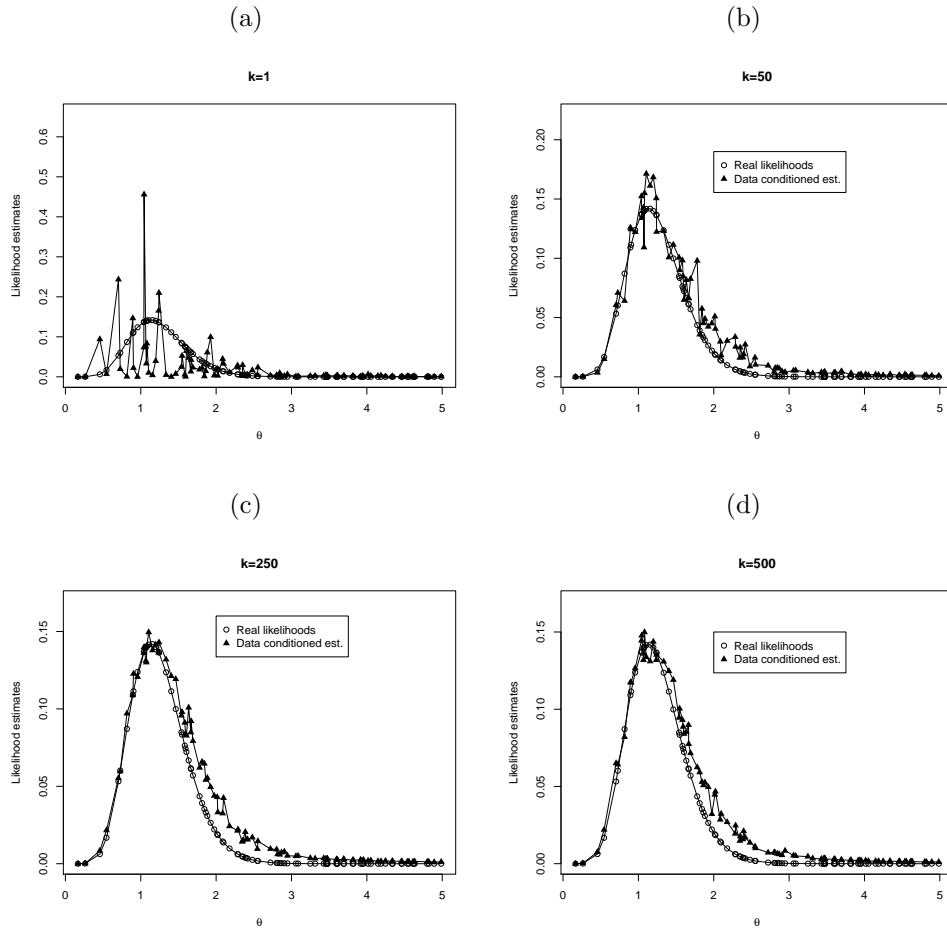 (a)
k=1
Likelihood estimates
0.0 0.1 0.2 0.3 0.4 0.5 0.6
0 1 2 3 4 5
θ
(b)
k=50
Real likelihoods
Data conditioned est.
Likelihood estimates
0.00 0.05 0.10 0.15 0.20
0 1 2 3 4 5
θ
(c)
k=250
Real likelihoods
Data conditioned est.
Likelihood estimates
0.00 0.05 0.10 0.15
0 1 2 3 4 5
θ
(d)
k=500
Real likelihoods
Data conditioned est.
Likelihood estimates
0.00 0.05 0.10 0.15
0 1 2 3 4 5
θ